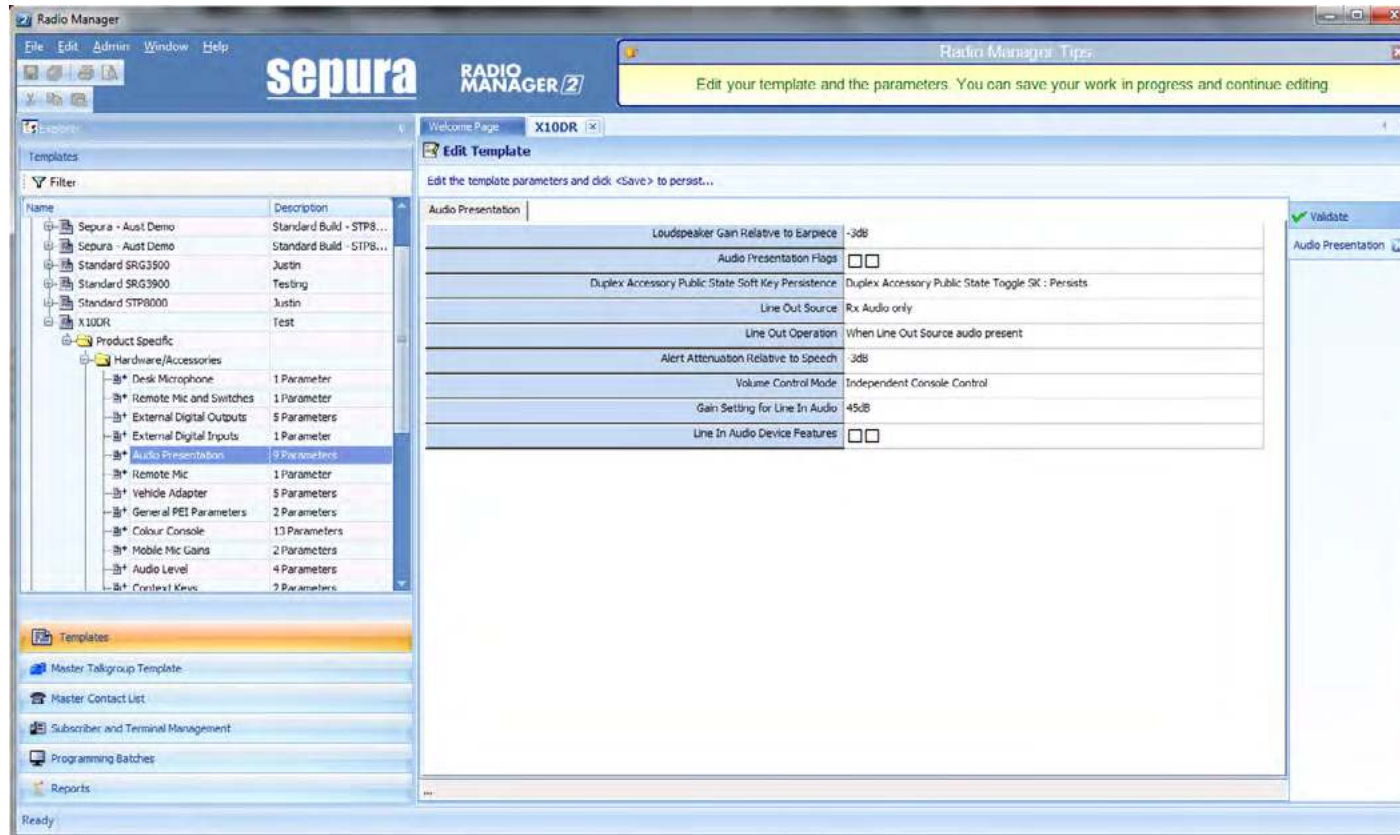 Radio Manager
File Edit Admin Window Help
sepura
RADIO MANAGER 2
Radio Manager Tips
Edit your template and the parameters. You can save your work in progress and continue editing
Explorer
Templates
Filter
Name Description
Sepura - Aust Demo Standard Build - STP8...
Sepura - Aust Demo Standard Build - STP8...
Standard SRG3500 Justin
Standard SRG3900 Testing
Standard STP8000 Justin
X10DR Test
Product Specific
Hardware/Accessories
Desk Microphone 1 Parameter
Remote Mic and Switches 1 Parameter
External Digital Outputs 5 Parameters
External Digital Inputs 1 Parameter
Audio Presentation 9 Parameters
Remote Mic 1 Parameter
Vehicle Adapter 5 Parameters
General PEI Parameters 2 Parameters
Colour Console 13 Parameters
Mobile Mic Gains 2 Parameters
Audio Level 4 Parameters
Context Keys 2 Parameters
Templates
Master Talkgroup Template
Master Contact List
Subscriber and Terminal Management
Programming Batches
Reports
Ready
Welcome Page X10DR
Edit Template
Edit the template parameters and click <Save> to persist...
Audio Presentation
Loudspeaker Gain Relative to Earpiece -3dB
Audio Presentation Flags
Duplex Accessory Public State Soft Key Persistence Duplex Accessory Public State Toggle SK : Persists
Line Out Source Rx Audio only
Line Out Operation When Line Out Source audio present
Alert Attenuation Relative to Speech -3dB
Volume Control Mode Independent Console Control
Gain Setting for Line In Audio 45dB
Line In Audio Device Features
...
Validate
Audio Presentation